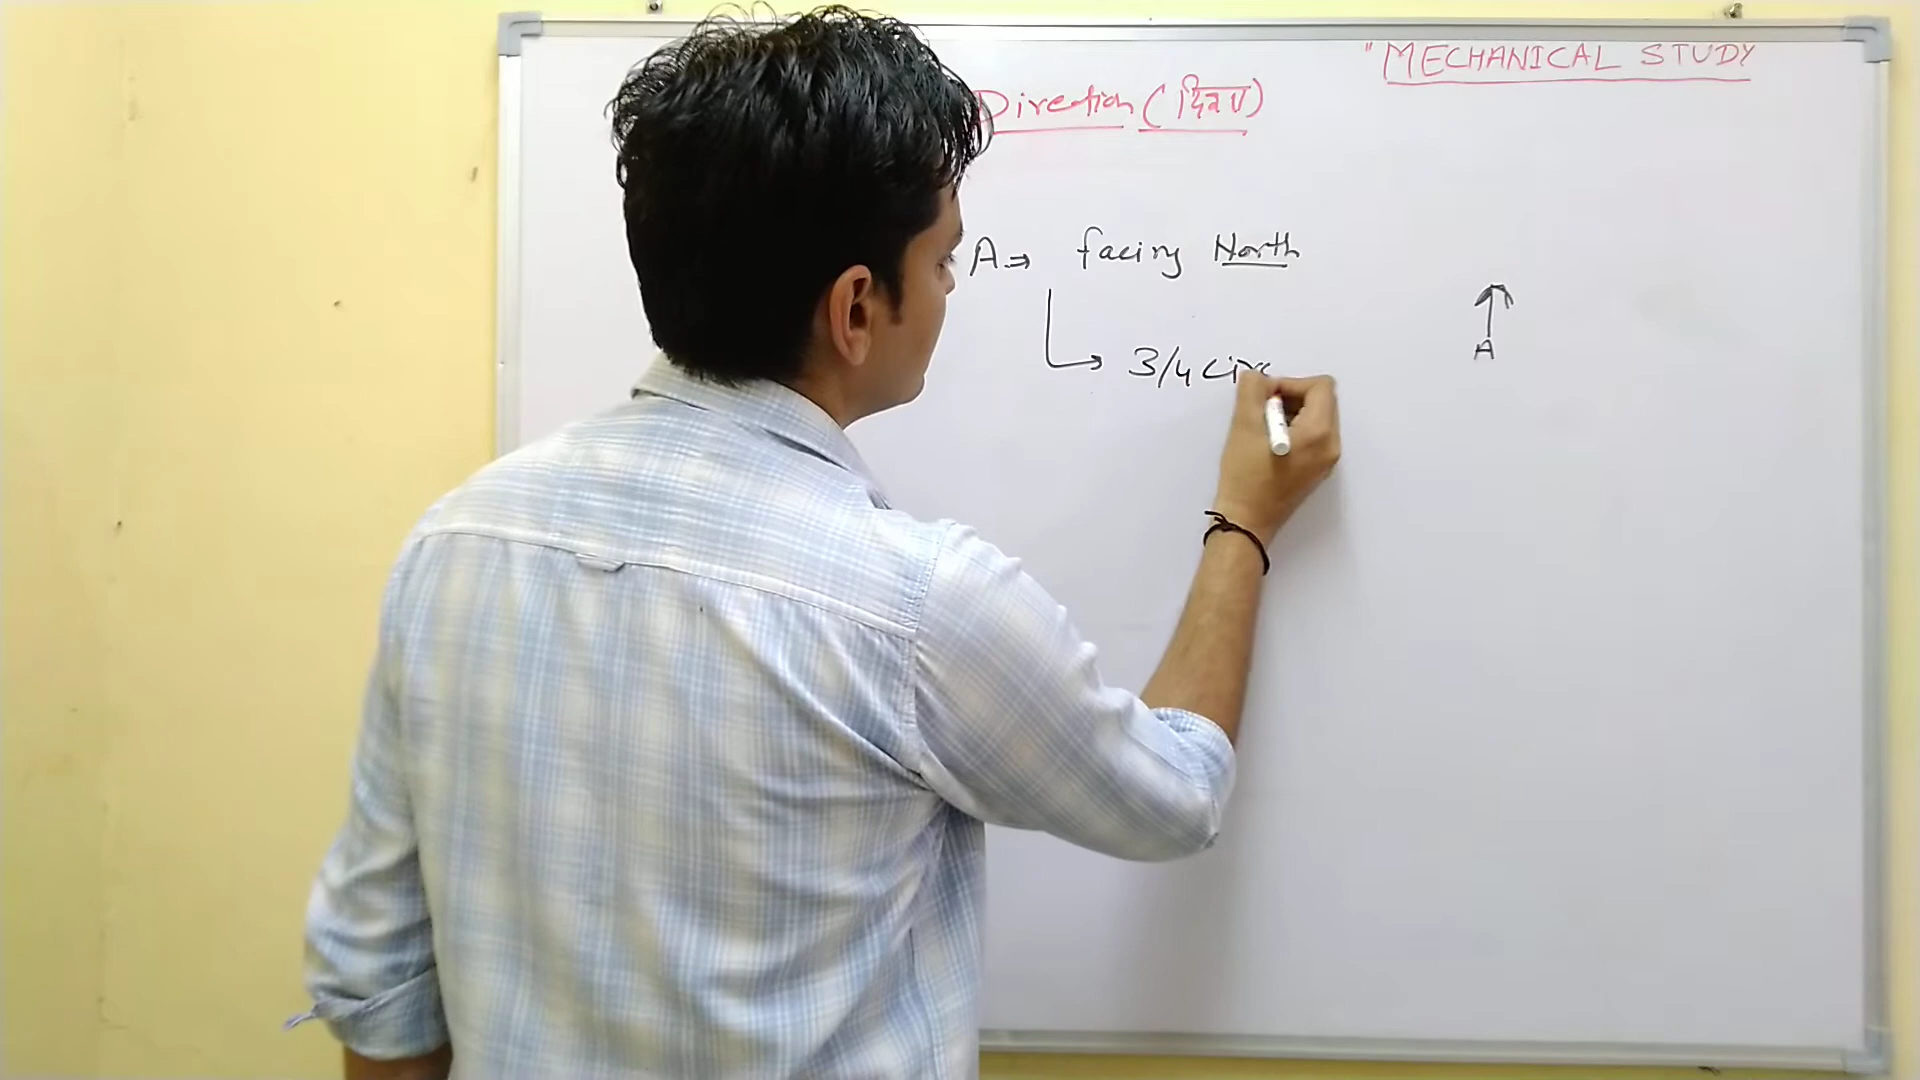 "MECHANICAL STUDY
Direction (
A ⇒ facing North
↳ 3/4 circ
A